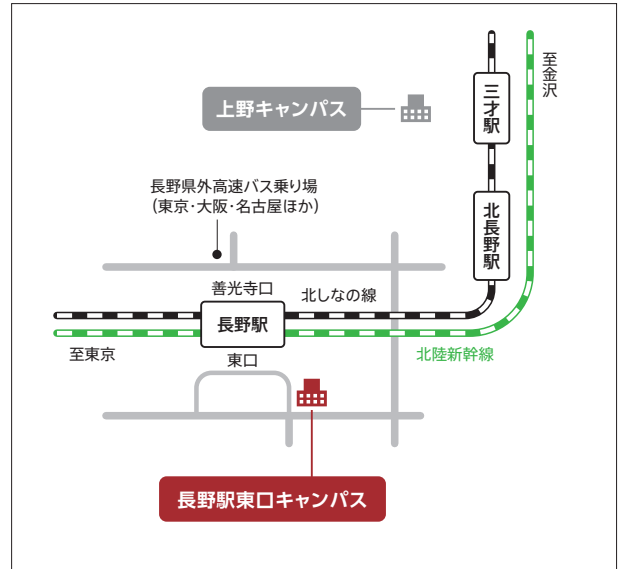 至金沢
三才駅
上野キャンパス
長野県外高速バス乗り場
(東京・大阪・名古屋ほか)
北長野駅
善光寺口
北しなの線
長野駅
至東京
東口
北陸新幹線
長野駅東口キャンパス